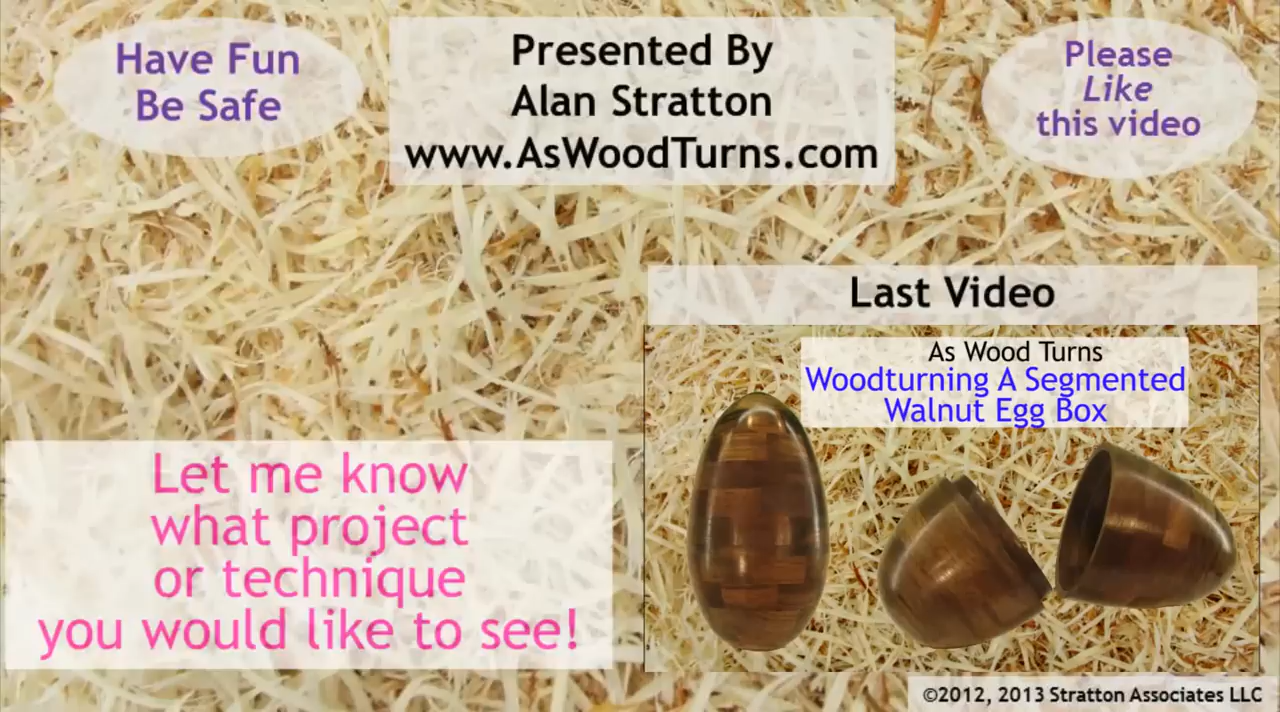 Have Fun
Be Safe
Presented By
Alan Stratton
www.AsWoodTurns.com
Please
Like
this video
Last Video
As Wood Turns
Woodturning A Segmented
Walnut Egg Box
Let me know
what project
or technique
you would like to see!
©2012, 2013 Stratton Associates LLC